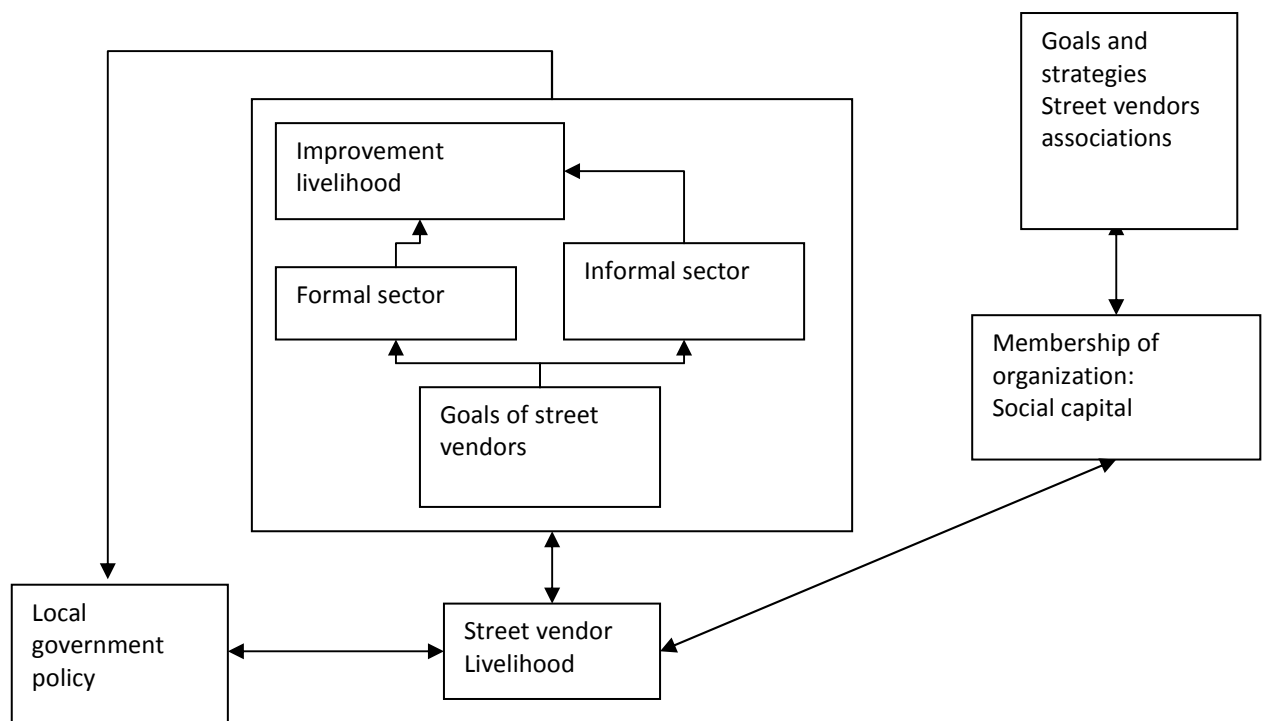 Goals and
strategies
Street vendors
associations
Improvement
livelihood
Informal sector
Formal sector
Membership of
organization:
Social capital
Goals of street
vendors
Local
government
policy
Street vendor
Livelihood